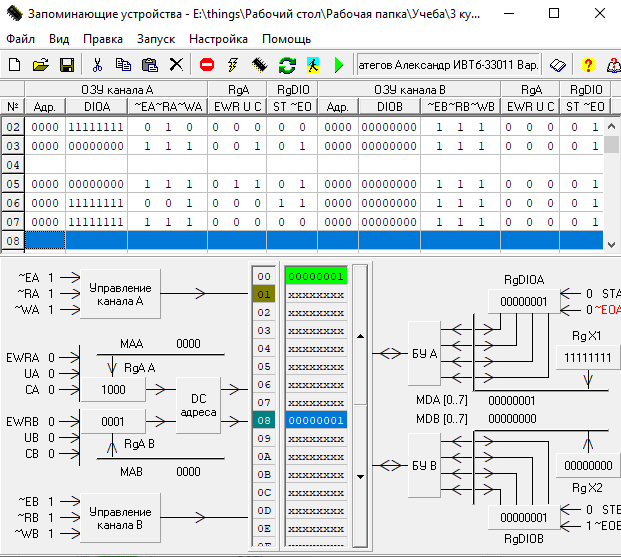 Запоминающие устройства - E:\things\Рабочий стол\Рабочая папка\Учеба\3 ку...
Файл Вид Правка Запуск Настройка Помощь
атегов Александр ИВТб-33011 Вар.
ОЗУ канала A RgA RgDIO ОЗУ канала B RgA RgDIO
№ Адр. DIOA ~EA~RA~WA EWR U C ST ~EO Адр. DIOB ~EB~RB~WB EWR U C ST ~EO
02 0000 11111111 0 1 0 0 0 0 0 1 0000 00000000 1 1 1 0 0 0 0 1
03 0000 00000000 1 1 1 0 0 1 0 1 0000 00000000 1 1 1 0 0 0 0 1
04
05 0000 00000000 1 1 1 0 1 1 0 1 0000 00000000 1 1 1 0 0 0 0 1
06 0000 11111111 0 0 1 0 0 0 1 1 0000 00000000 1 1 1 0 0 0 0 1
07 0000 11111111 1 1 1 0 0 0 0 0 0000 00000000 1 1 1 0 0 0 0 1
08
~EA 1
~RA 1
~WA 1
Управление
канала A
MAA 0000
EWRA 0
UA 0
CA 0
RgA A
1000
DC
адреса
EWRB 0
UB 0
CB 0
0001
RgA B
MAB 0000
~EB 1
~RB 1
~WB 1
Управление
канала B
00 00000001
01 xxxxxxxx
02 xxxxxxxx
03 xxxxxxxx
04 xxxxxxxx
05 xxxxxxxx
06 xxxxxxxx
07 xxxxxxxx
08 00000001
09 xxxxxxxx
0A xxxxxxxx
0B xxxxxxxx
0C xxxxxxxx
0D xxxxxxxx
0E xxxxxxxx
RgDIOA
00000001
0 STA
0 ~EOA
БУ A
Rg X1
11111111
MDA [0..7] 00000001
MDB [0..7] 00000000
БУ B
00000000
Rg X2
00000001
RgDIOB
0 STE
1 ~EOE